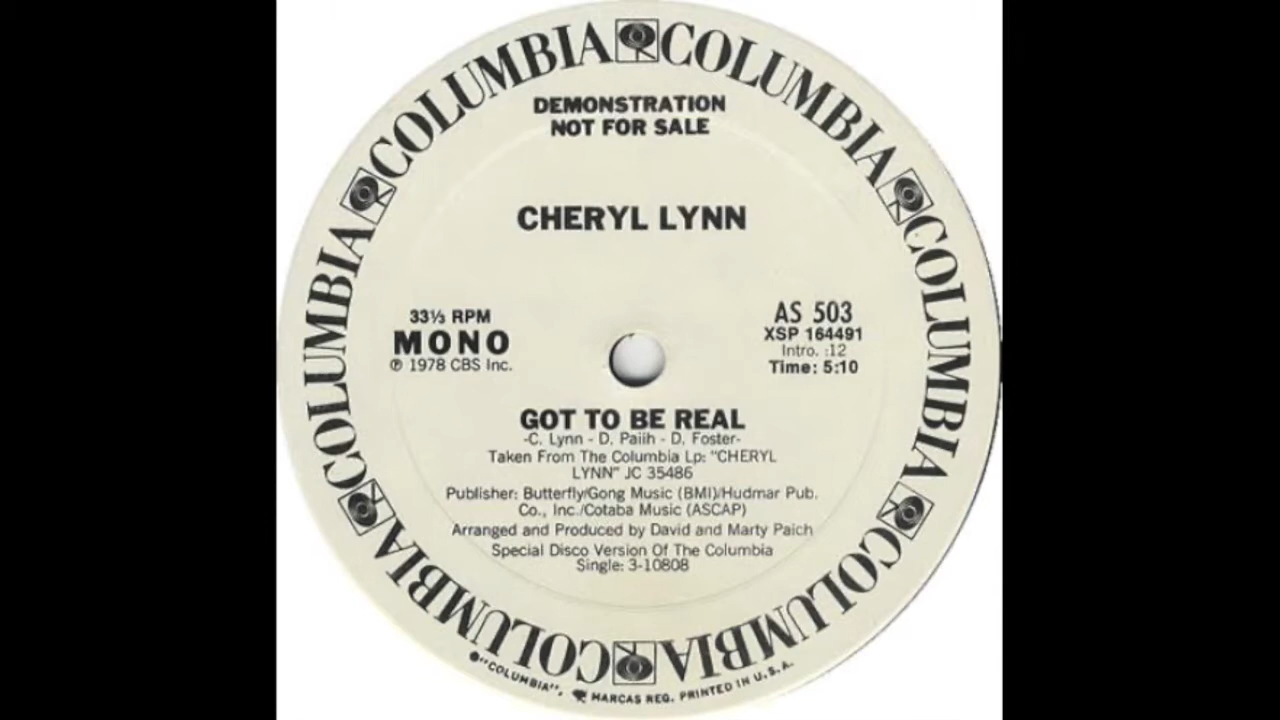 COLUMBIA COLUMBIA COLUMBIA COLUMBIA COLUMBIA COLUMBIA COLUMBIA COLUMBIA
DEMONSTRATION
NOT FOR SALE
CHERYL LYNN
33⅓ RPM
MONO
℗ 1978 CBS Inc.
AS 503
XSP 164491
Intro. :12
Time: 5:10
GOT TO BE REAL
-C. Lynn - D. Paiih - D. Foster-
Taken From The Columbia Lp: "CHERYL
LYNN" JC 35486
Publisher: Butterfly/Gong Music (BMI)/Hudmar Pub.
Co., Inc./Cotaba Music (ASCAP)
Arranged and Produced by David and Marty Paich
Special Disco Version Of The Columbia
Single: 3-10808
"COLUMBIA", MARCAS REG. PRINTED IN U.S.A.